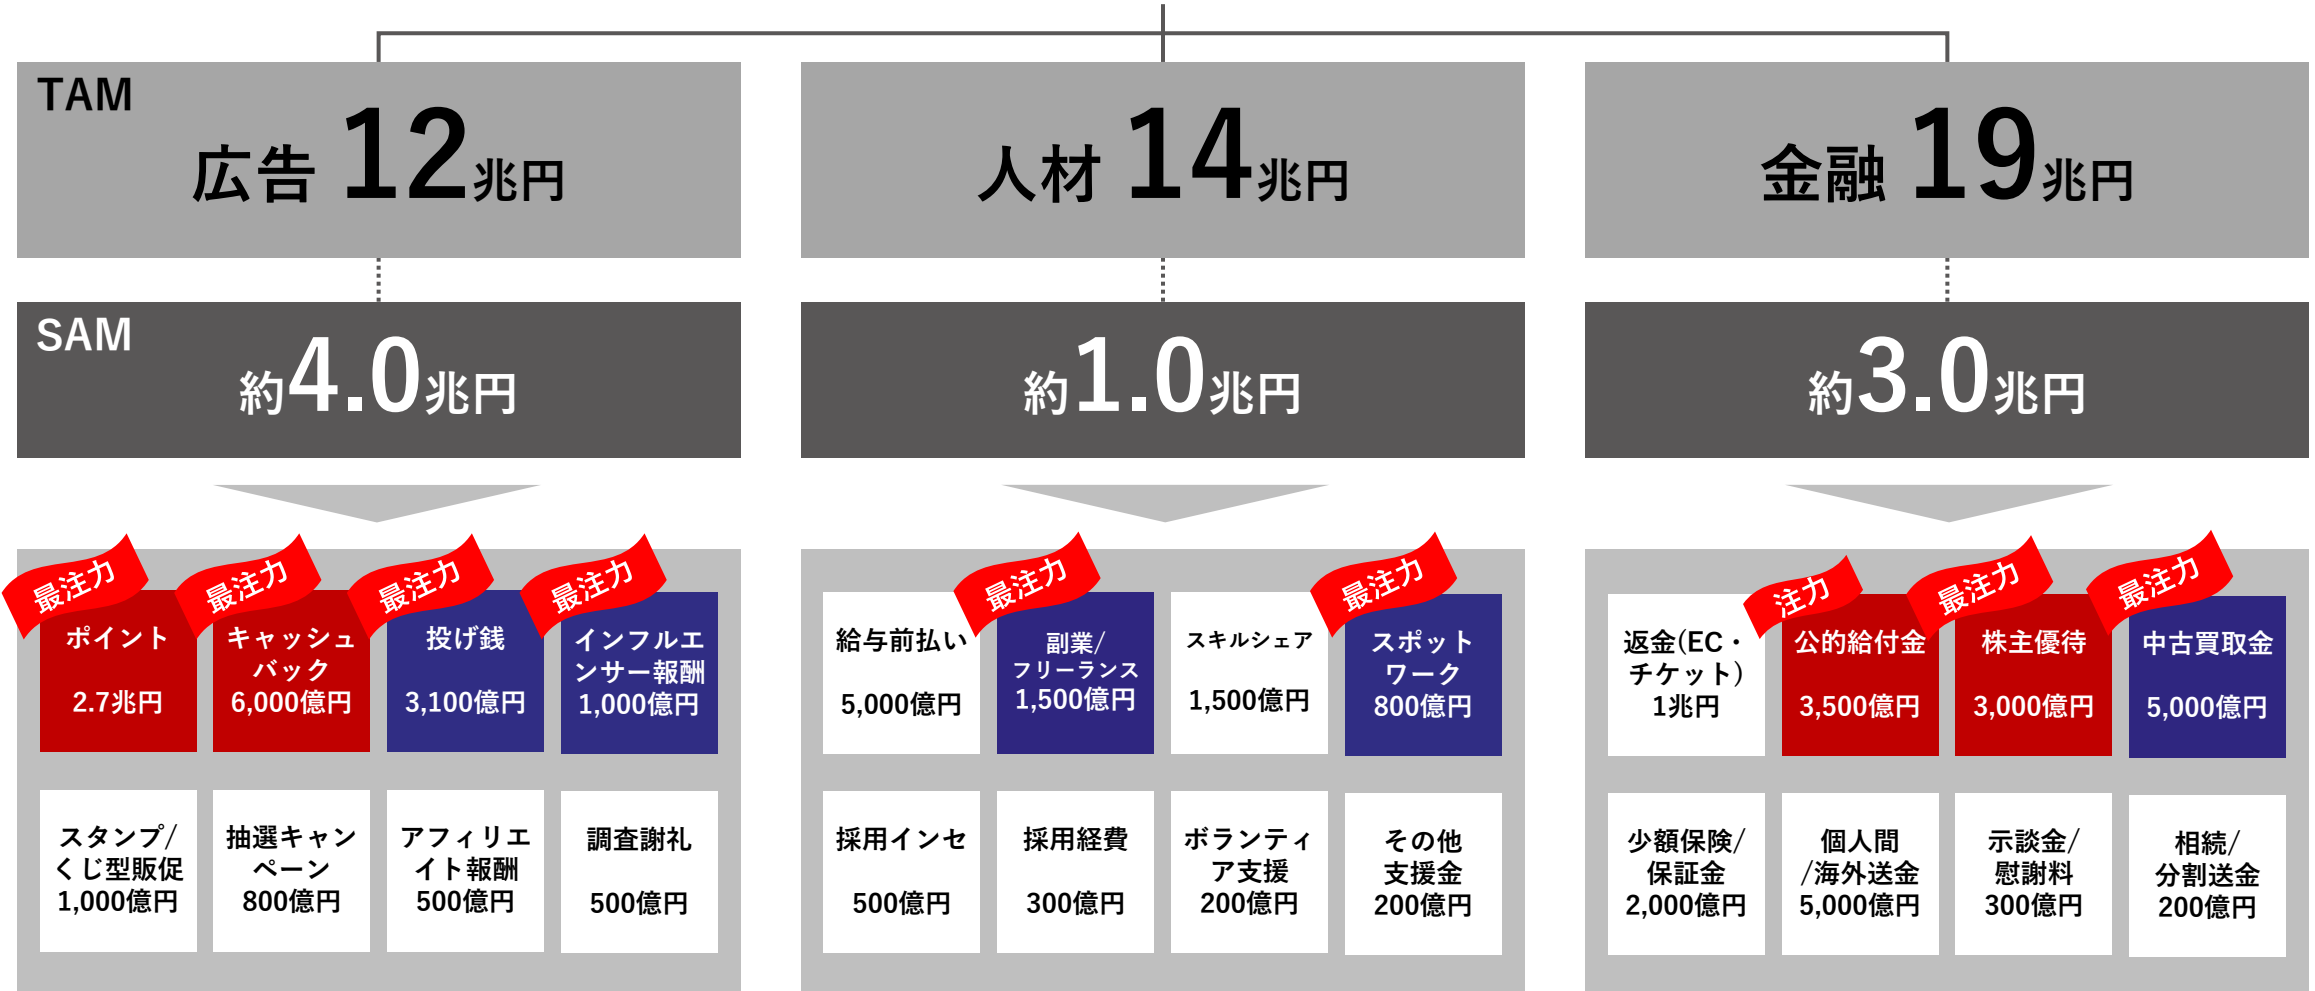 TAM
広告 12兆円
人材 14兆円
金融 19兆円
SAM
約4.0兆円
約1.0兆円
約3.0兆円
最注力
ポイント
2.7兆円
最注力
キャッシュ
バック
6,000億円
最注力
投げ銭
3,100億円
最注力
インフルエ
ンサー報酬
1,000億円
スタンプ/
くじ型販促
1,000億円
抽選キャン
ペーン
800億円
アフィリエ
イト報酬
500億円
調査謝礼
500億円
給与前払い
5,000億円
最注力
副業/
フリーランス
1,500億円
スキルシェア
1,500億円
最注力
スポット
ワーク
800億円
採用インセ
500億円
採用経費
300億円
ボランティ
ア支援
200億円
その他
支援金
200億円
返金(EC・
チケット)
1兆円
注力
公的給付金
3,500億円
最注力
株主優待
3,000億円
最注力
中古買取金
5,000億円
少額保険/
保証金
2,000億円
個人間
/海外送金
5,000億円
示談金/
慰謝料
300億円
相続/
分割送金
200億円